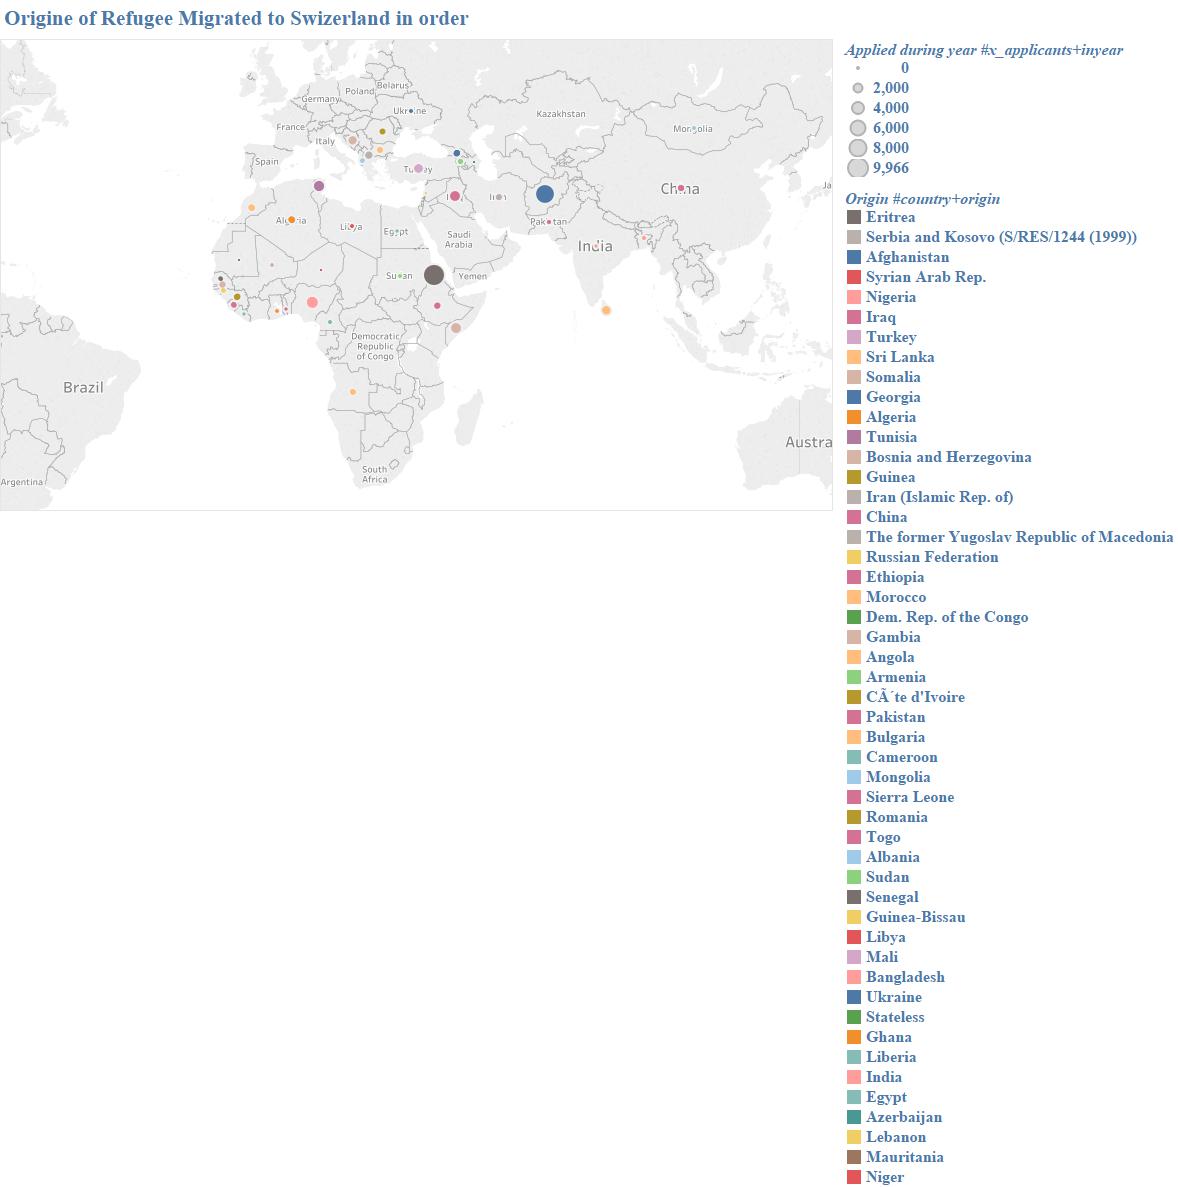 Origine of Refugee Migrated to Swizerland in order
Applied during year #x_applicants+inyear
0
2,000
4,000
6,000
8,000
9,966
Origin #country+origin
Eritrea
Serbia and Kosovo (S/RES/1244 (1999))
Afghanistan
Syrian Arab Rep.
Nigeria
Iraq
Turkey
Sri Lanka
Somalia
Georgia
Algeria
Tunisia
Bosnia and Herzegovina
Guinea
Iran (Islamic Rep. of)
China
The former Yugoslav Republic of Macedonia
Russian Federation
Ethiopia
Morocco
Dem. Rep. of the Congo
Gambia
Angola
Armenia
CÃ´te d'Ivoire
Pakistan
Bulgaria
Cameroon
Mongolia
Sierra Leone
Romania
Togo
Albania
Sudan
Senegal
Guinea-Bissau
Libya
Mali
Bangladesh
Ukraine
Stateless
Ghana
Liberia
India
Egypt
Azerbaijan
Lebanon
Mauritania
Niger
Belarus
Poland
Germany
Ukraine
Kazakhstan
France
Mongolia
Italy
Spain
Turkey
China
Ja
Iran
Algeria
Libya
Egypt
Pakistan
Saudi
Arabia
India
Sudan
Yemen
Democratic
Republic
of Congo
Brazil
Austra
South
Africa
Argentina